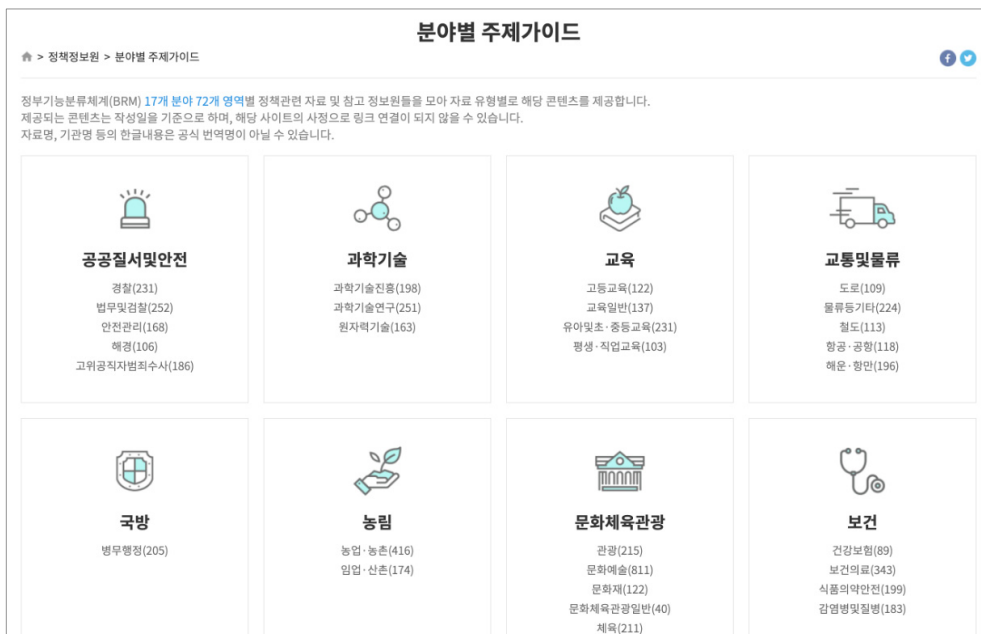 분야별 주제가이드
> 정책정보원 > 분야별 주제가이드
정부기능분류체계(BRM) 17개 분야 72개 영역별 정책관련 자료 및 참고 정보원들을 모아 자료 유형별로 해당 콘텐츠를 제공합니다.
제공되는 콘텐츠는 작성일을 기준으로 하며, 해당 사이트의 사정으로 링크 연결이 되지 않을 수 있습니다.
자료명, 기관명 등의 한글내용은 공식 번역명이 아닐 수 있습니다.
공공질서및안전
경찰(231)
법무및검찰(252)
안전관리(168)
해경(106)
고위공직자범죄수사(186)
과학기술
과학기술진흥(198)
과학기술연구(251)
원자력기술(163)
교육
고등교육(122)
교육일반(137)
유아및초·중등교육(231)
평생·직업교육(103)
교통및물류
도로(109)
물류등기타(224)
철도(113)
항공·공항(118)
해운·항만(196)
국방
병무행정(205)
농림
농업·농촌(416)
임업·산촌(174)
문화체육관광
관광(215)
문화예술(811)
문화재(122)
문화체육관광일반(40)
체육(211)
보건
건강보험(89)
보건의료(343)
식품의약안전(199)
감염병및질병(183)